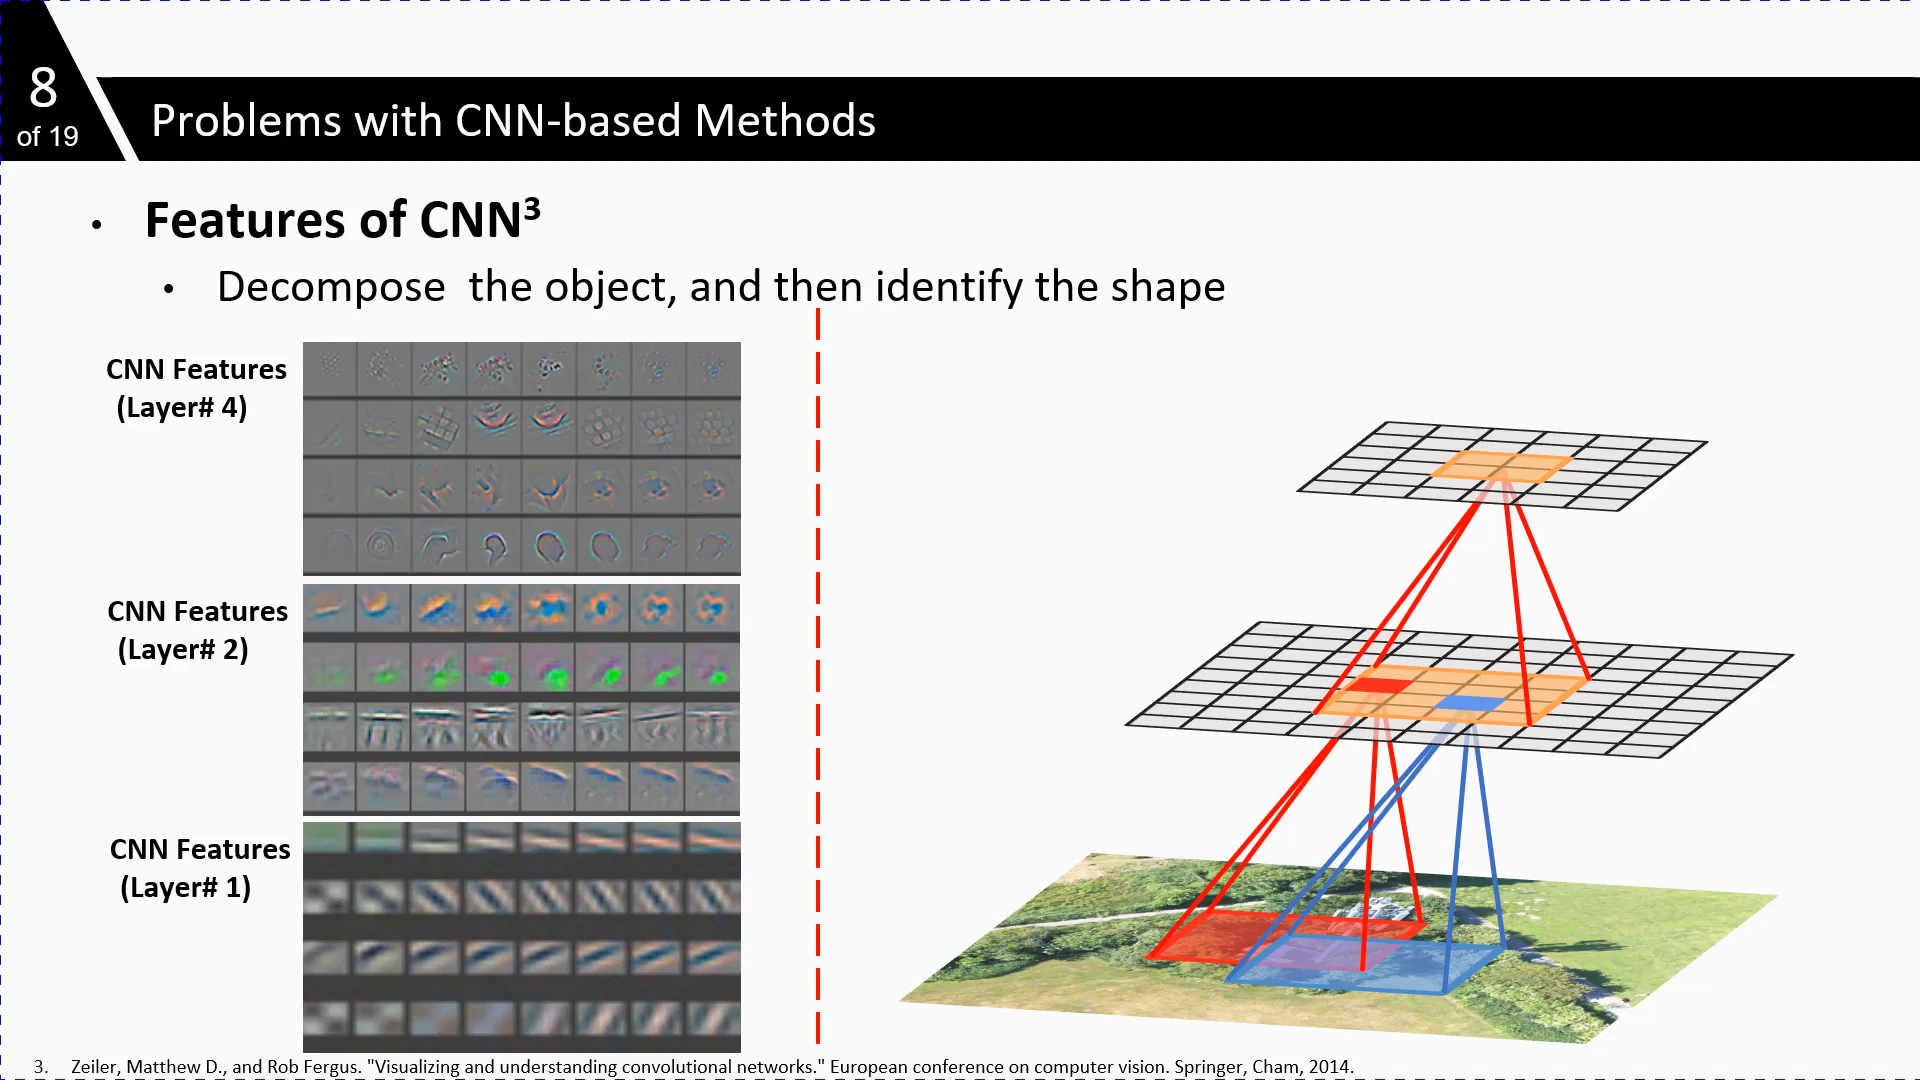 8
of 19
Problems with CNN-based Methods
• Features of CNN³
• Decompose  the object, and then identify the shape
CNN Features
(Layer# 4)
CNN Features
(Layer# 2)
CNN Features
(Layer# 1)
3. Zeiler, Matthew D., and Rob Fergus. "Visualizing and understanding convolutional networks." European conference on computer vision. Springer, Cham, 2014.